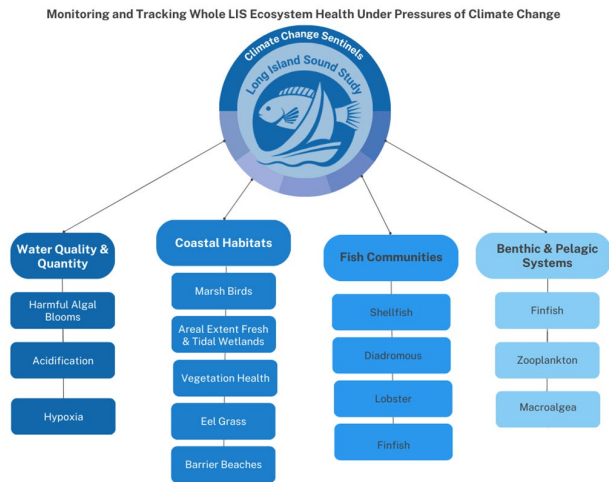 Monitoring and Tracking Whole LIS Ecosystem Health Under Pressures of Climate Change
Climate Change Sentinels
Long Island Sound Study
Water Quality &
Quantity
Harmful Algal
Blooms
Acidification
Hypoxia
Coastal Habitats
Marsh Birds
Areal Extent Fresh
& Tidal Wetlands
Vegetation Health
Eel Grass
Barrier Beaches
Fish Communities
Shellfish
Diadromous
Lobster
Finfish
Benthic & Pelagic
Systems
Finfish
Zooplankton
Macroalgea